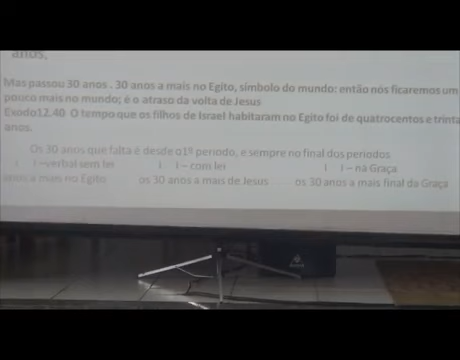 anos,
Mas passou 30 anos . 30 anos a mais no Egito, símbolo do mundo: então nós ficaremos um
pouco mais no mundo; é o atraso da volta de Jesus
Exodo12.40 O tempo que os filhos de Israel habitaram no Egito foi de quatrocentos e trinta
anos.
Os 30 anos que falta é desde o1º periodo, e sempre no final dos periodos
I I –verbal sem lei I I – com lei I I – na Graça
anos a mais no Egito os 30 anos a mais de Jesus os 30 anos a mais final da Graça